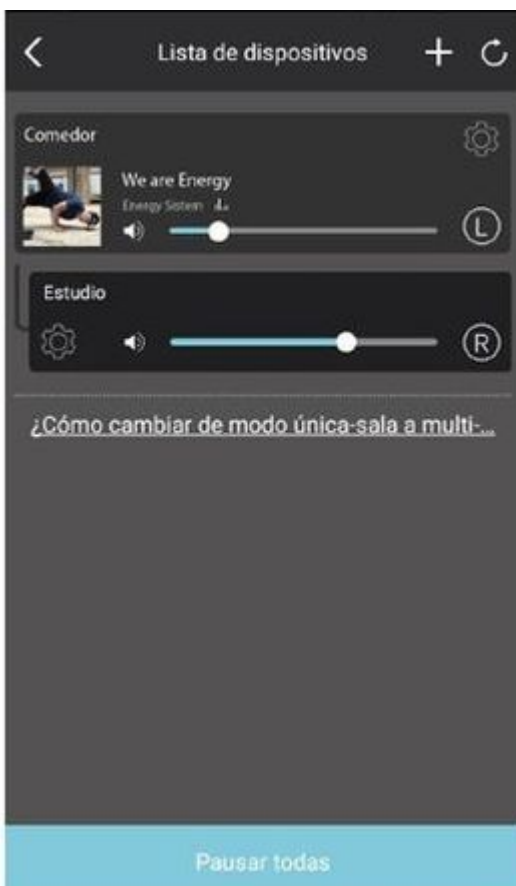 Lista de dispositivos
Comedor
We are Energy
Energy Sistem
L
Estudio
R
¿Cómo cambiar de modo única-sala a multi-...
Pausar todas